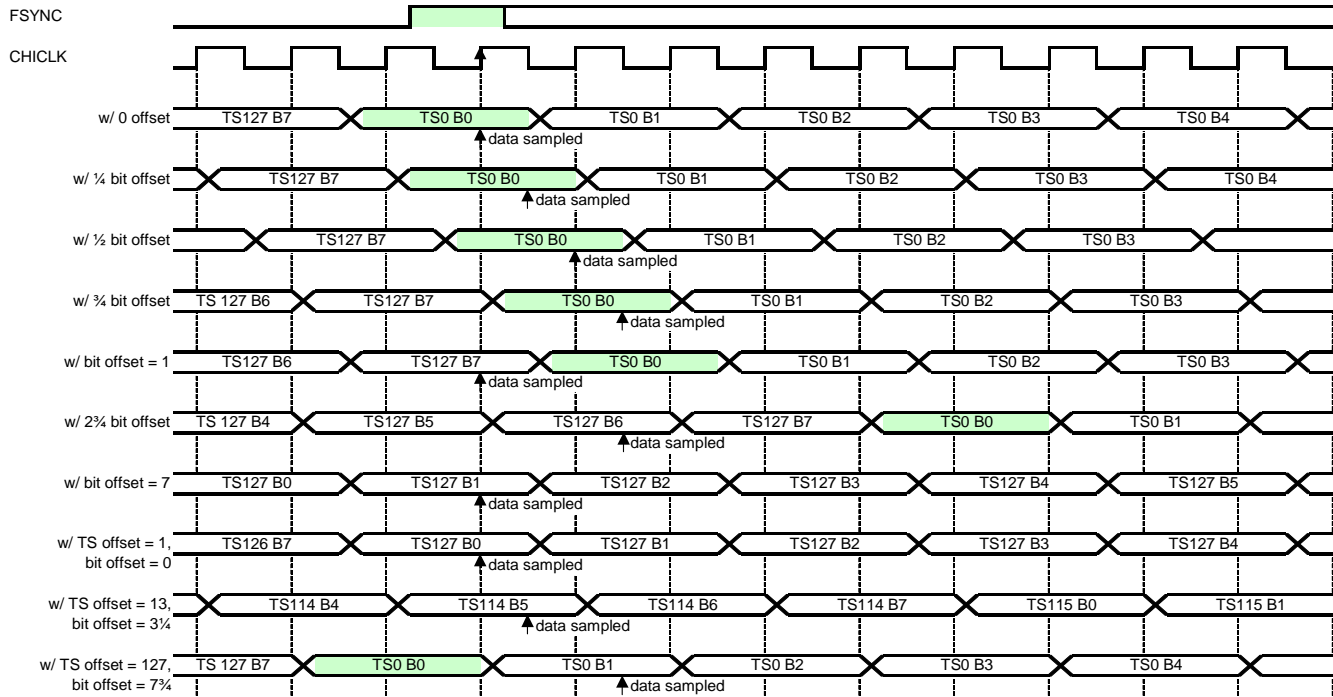 FSYNC
CHICLK
w/ 0 offset TS127 B7 TS0 B0 TS0 B1 TS0 B2 TS0 B3 TS0 B4
data sampled
w/ ¼ bit offset TS127 B7 TS0 B0 TS0 B1 TS0 B2 TS0 B3 TS0 B4
data sampled
w/ ½ bit offset TS127 B7 TS0 B0 TS0 B1 TS0 B2 TS0 B3
data sampled
w/ ¾ bit offset TS 127 B6 TS127 B7 TS0 B0 TS0 B1 TS0 B2 TS0 B3
data sampled
w/ bit offset = 1 TS127 B6 TS127 B7 TS0 B0 TS0 B1 TS0 B2 TS0 B3
data sampled
w/ 2¾ bit offset TS 127 B4 TS127 B5 TS127 B6 TS127 B7 TS0 B0 TS0 B1
data sampled
w/ bit offset = 7 TS127 B0 TS127 B1 TS127 B2 TS127 B3 TS127 B4 TS127 B5
data sampled
w/ TS offset = 1, TS126 B7 TS127 B0 TS127 B1 TS127 B2 TS127 B3 TS127 B4
bit offset = 0 data sampled
w/ TS offset = 13, TS114 B4 TS114 B5 TS114 B6 TS114 B7 TS115 B0 TS115 B1
bit offset = 3¼ data sampled
w/ TS offset = 127, TS 127 B7 TS0 B0 TS0 B1 TS0 B2 TS0 B3 TS0 B4
bit offset = 7¾ data sampled